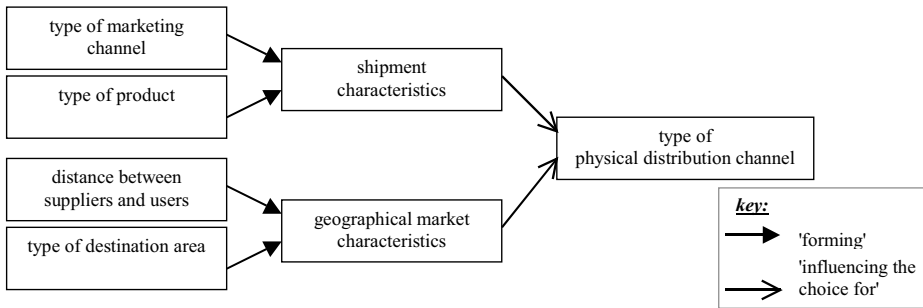 type of marketing
channel
type of product
shipment
characteristics
type of
physical distribution channel
distance between
suppliers and users
type of destination area
geographical market
characteristics
key:
'forming'
'influencing the
choice for'